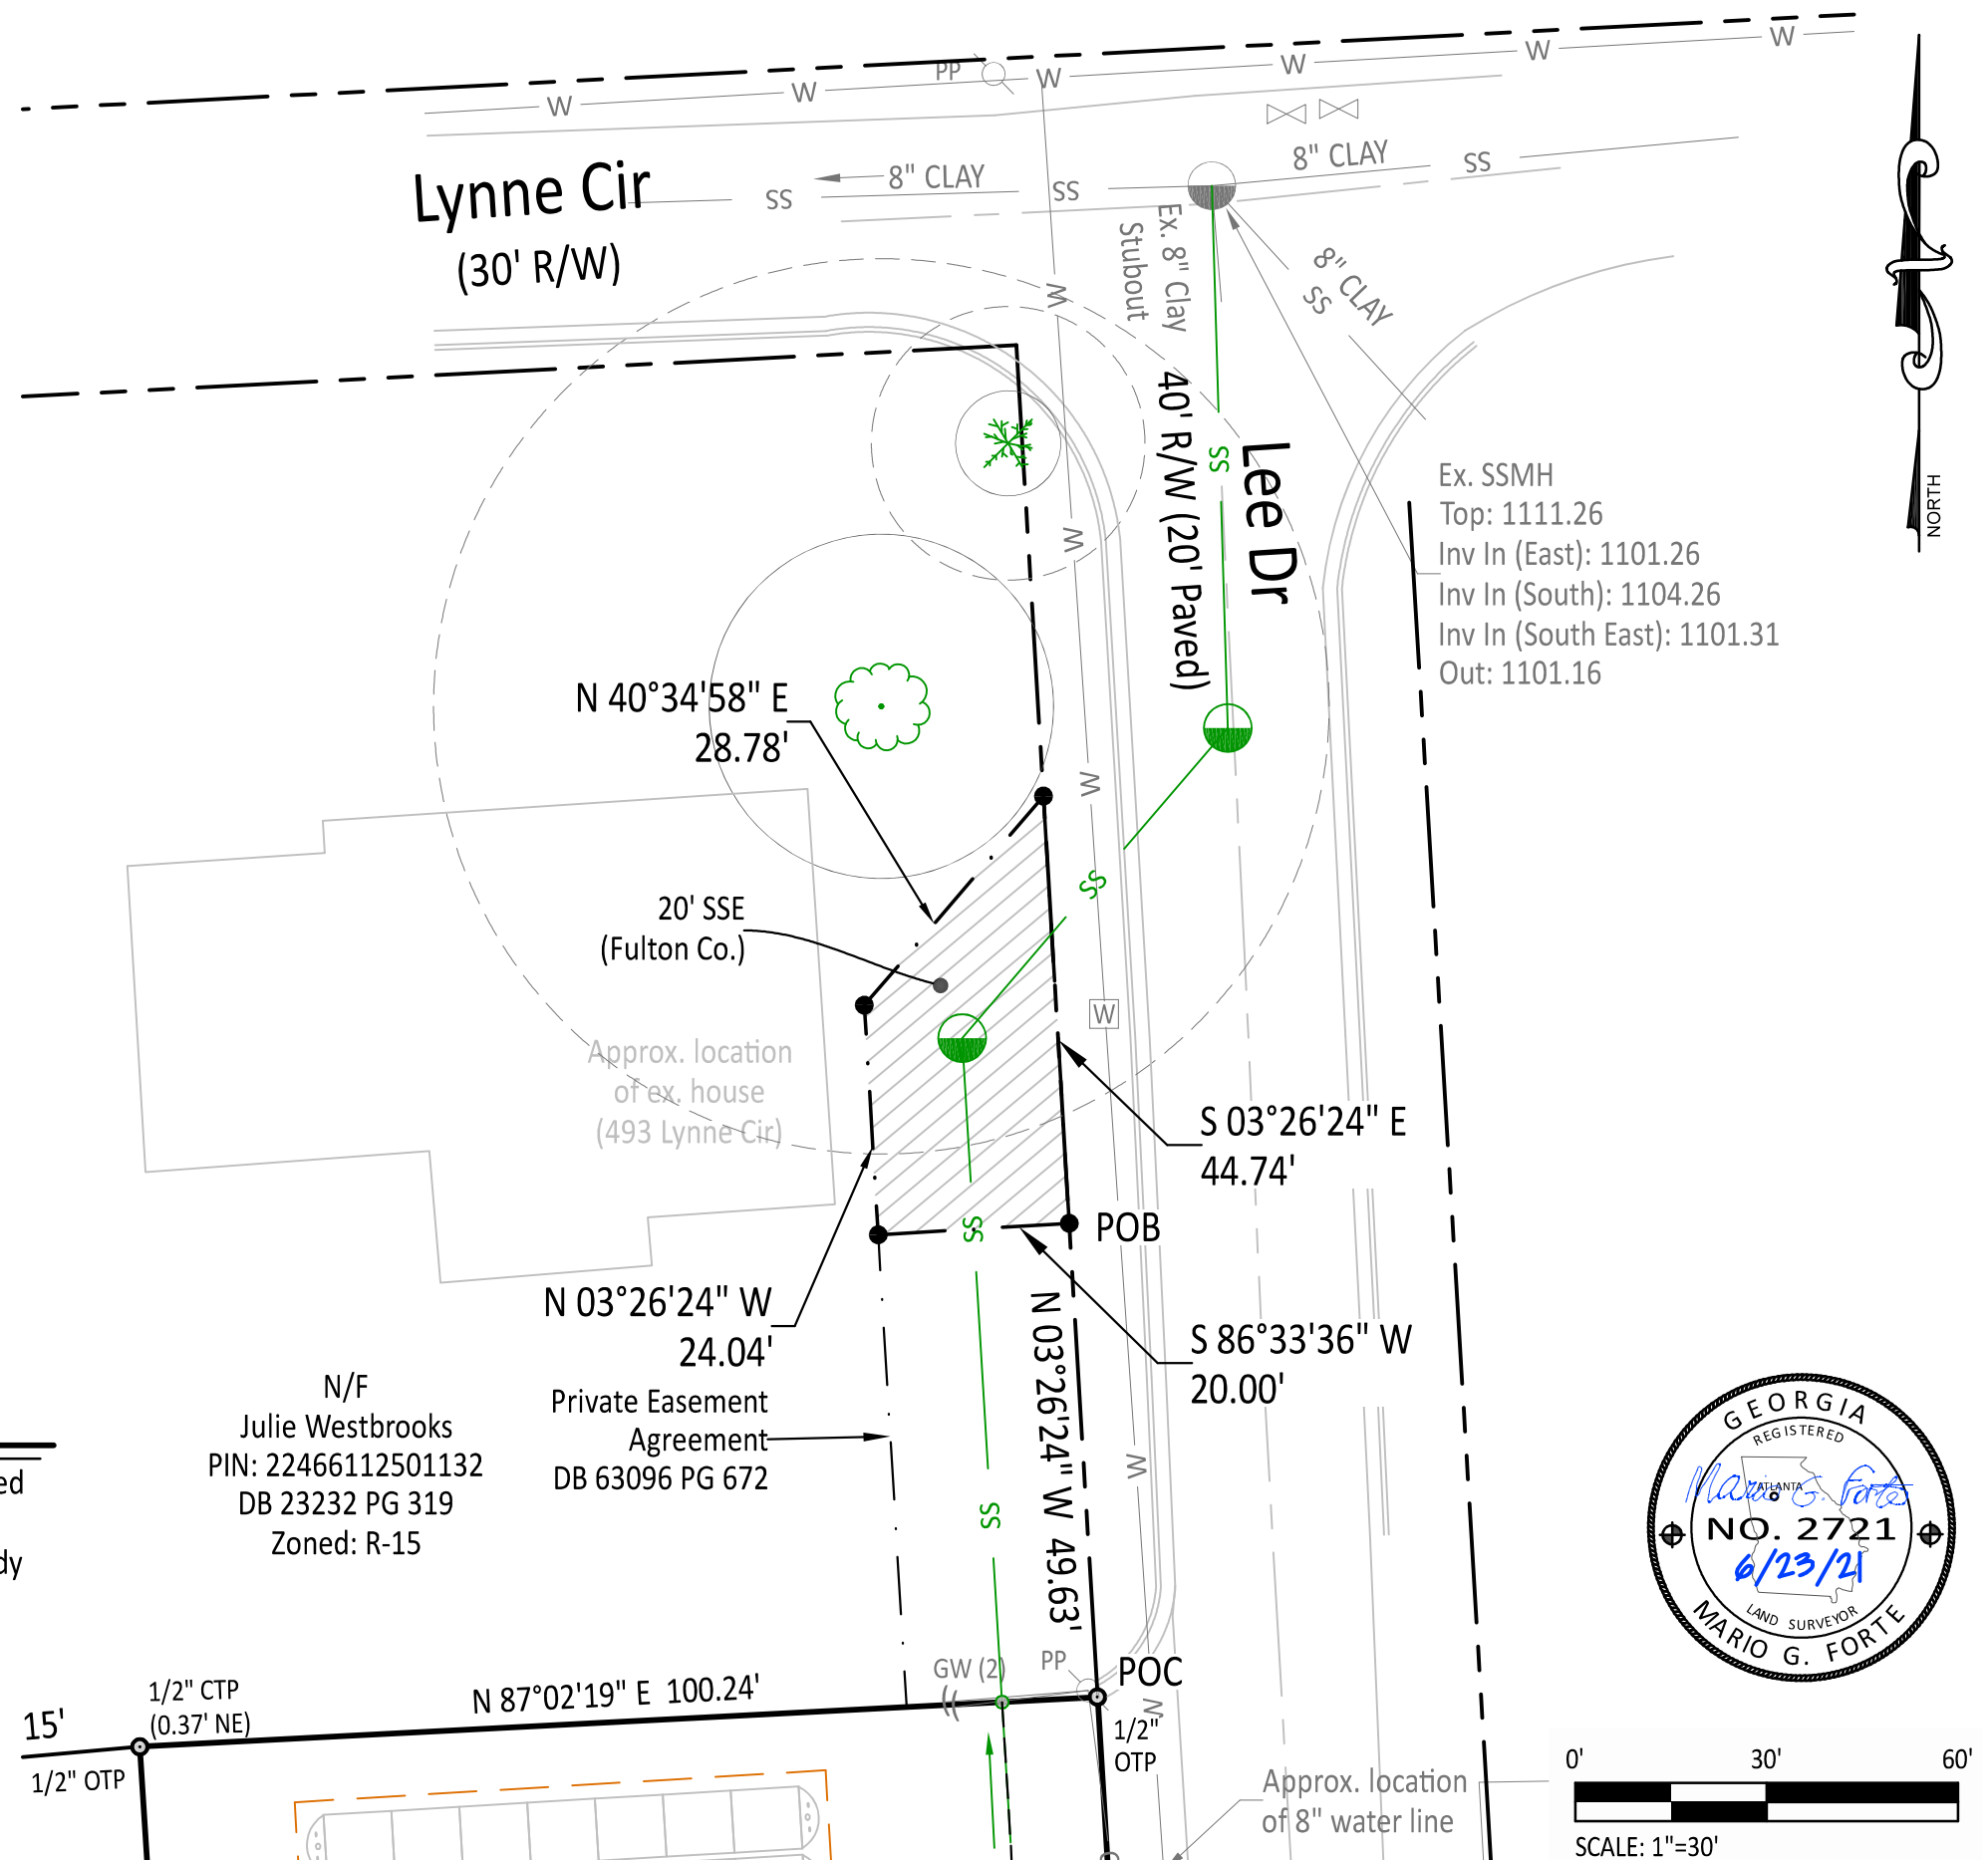 W
W
PP
W
W
W
W
8" CLAY
SS
SS
8" CLAY
SS
Lynne Cir
(30' R/W)
Ex. 8" Clay
Stubout
8" CLAY
SS
W
40' R/W (20' Paved)
SS
Lee Dr
W
NORTH
Ex. SSMH
Top: 1111.26
Inv In (East): 1101.26
Inv In (South): 1104.26
Inv In (South East): 1101.31
Out: 1101.16
N 40°34'58" E
28.78'
W
SS
20' SSE
(Fulton Co.)
W
Approx. location
of ex. house
(493 Lynne Cir)
S 03°26'24" E
44.74'
SS
POB
N 03°26'24" W
24.04'
S 86°33'36" W
20.00'
N 03°26'24" W 49.63'
W
SS
N/F
Julie Westbrooks
PIN: 22466112501132
DB 23232 PG 319
Zoned: R-15
Private Easement
Agreement
DB 63096 PG 672
ed
dy
GEORGIA
REGISTERED
ATLANTA
Mario G. Forte
NO. 2721
6/23/21
LAND SURVEYOR
MARIO G. FORTE
GW (2)
PP
POC
W
1/2"
OTP
1/2" CTP
(0.37' NE)
N 87°02'19" E 100.24'
15'
1/2" OTP
Approx. location
of 8" water line
0' 30' 60'
SCALE: 1"=30'